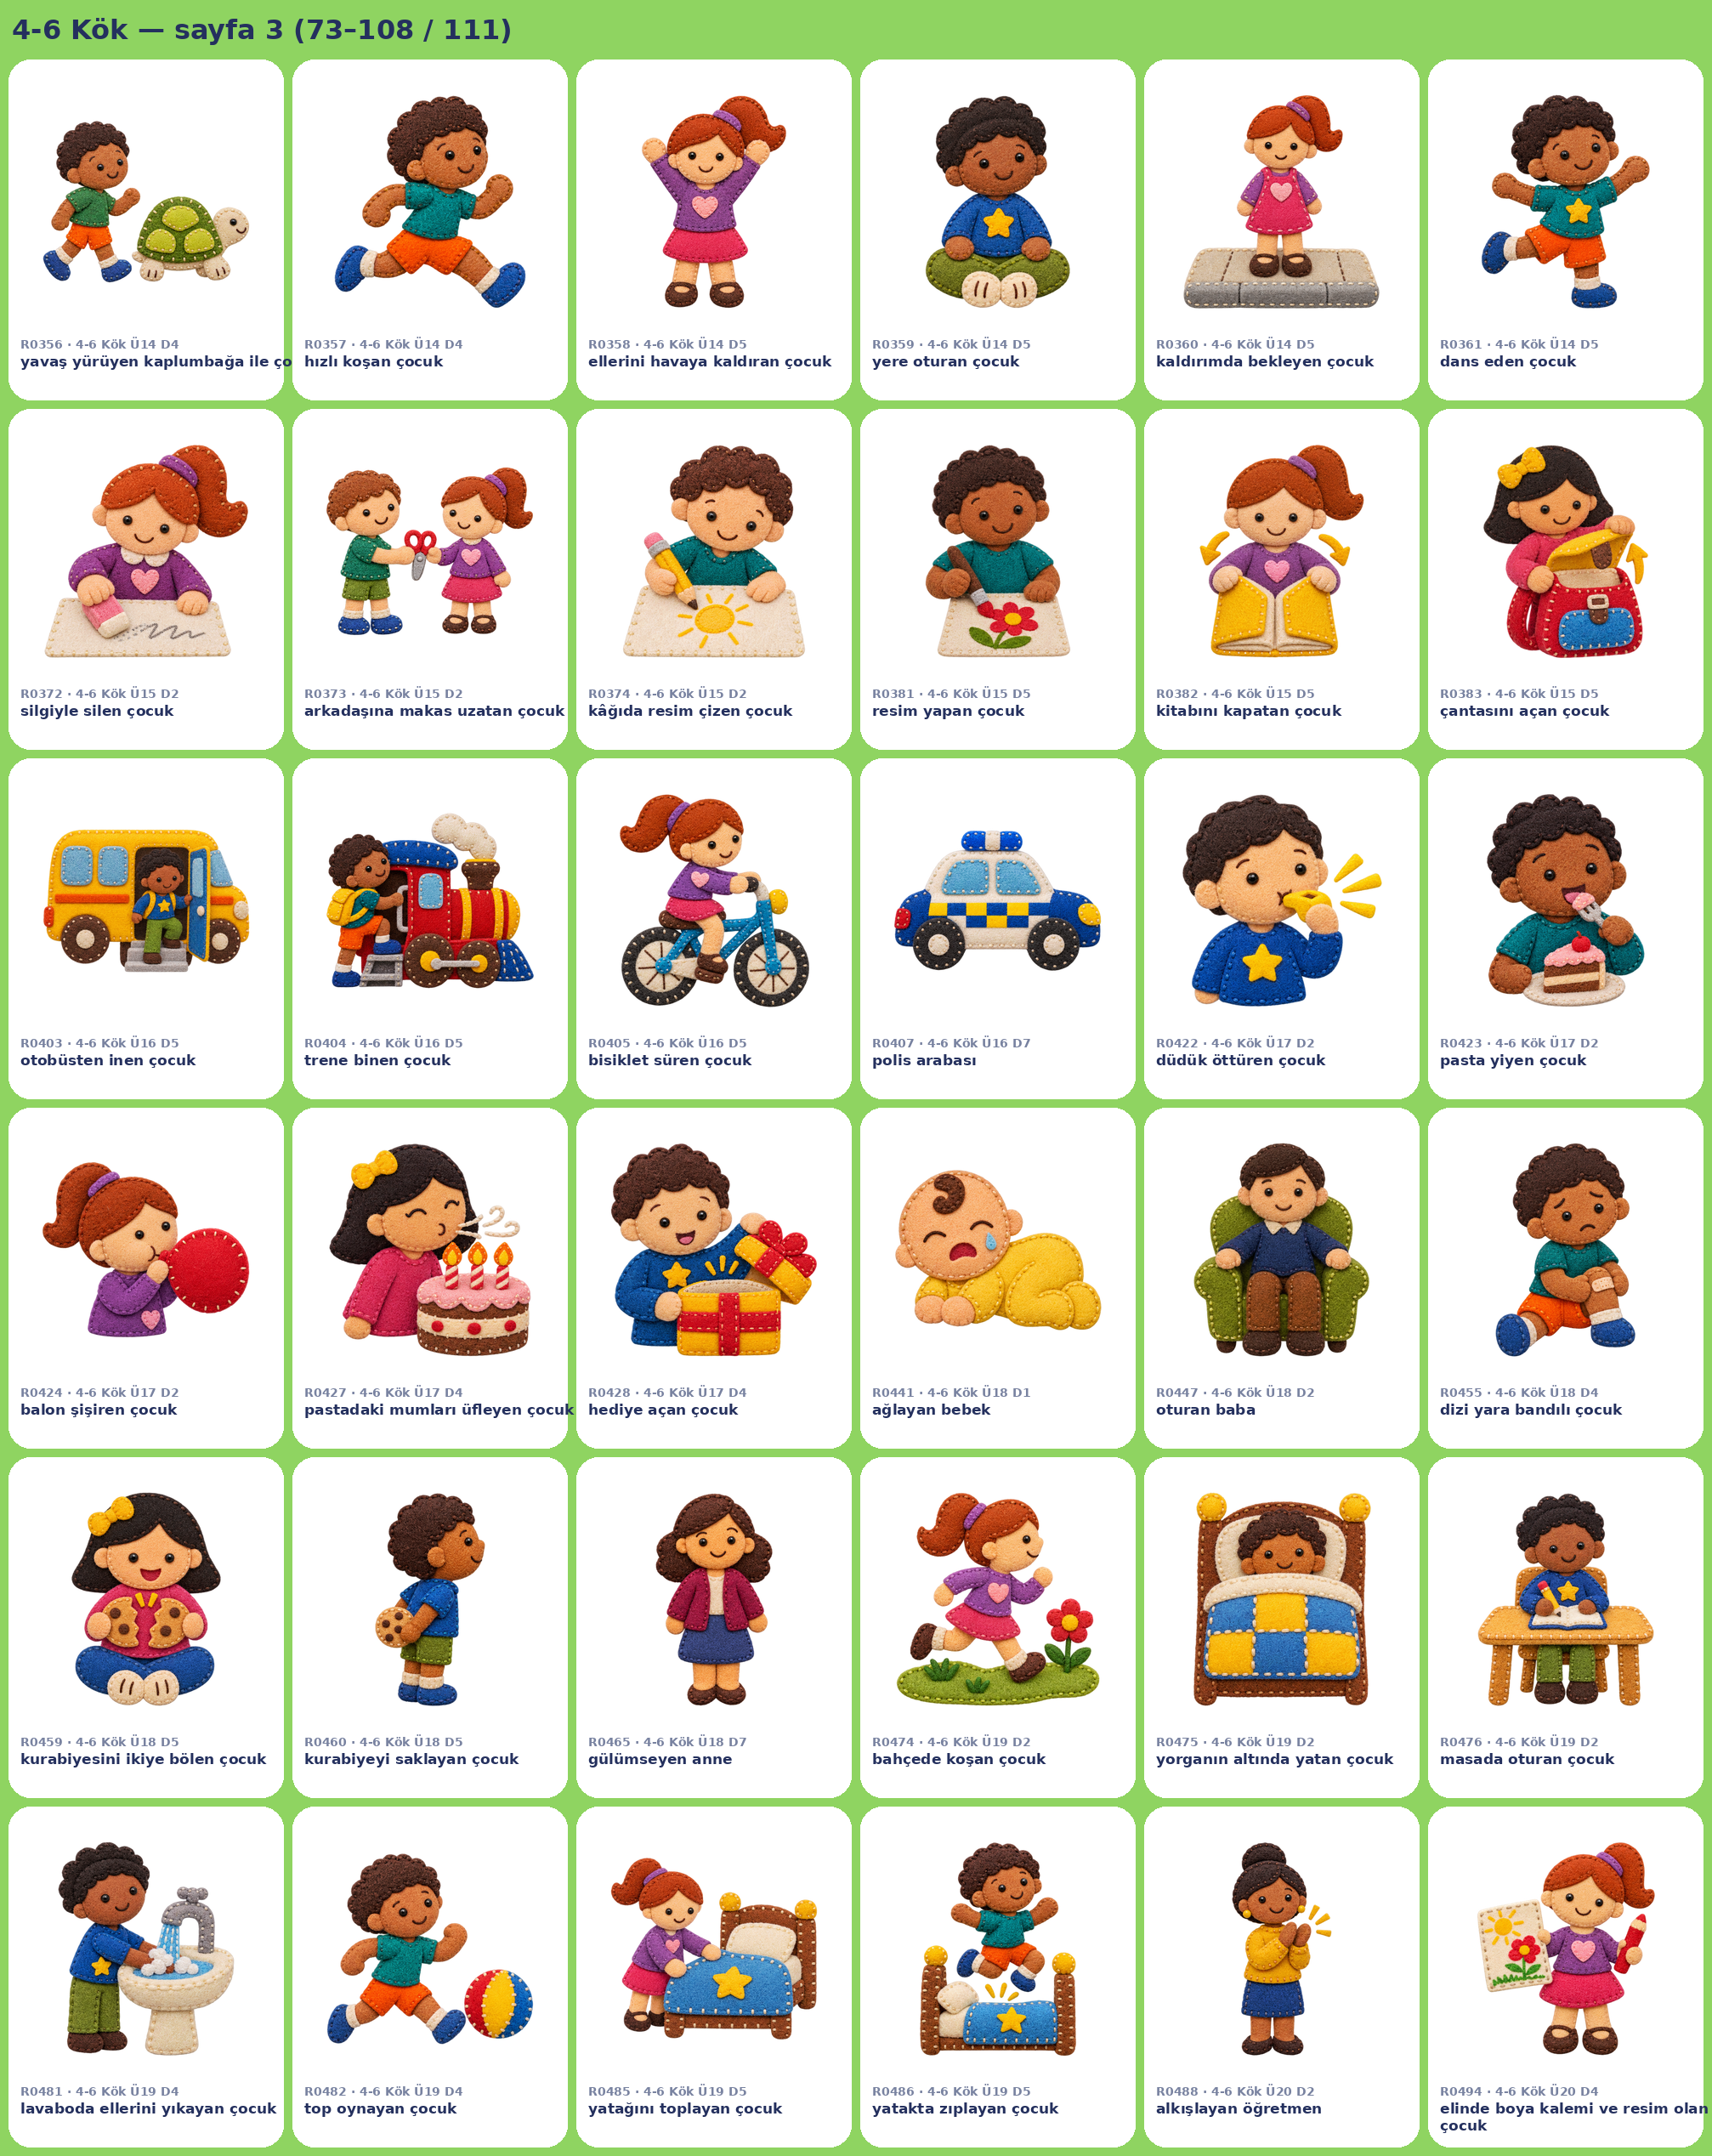 4-6 Kök — sayfa 3 (73–108 / 111)
R0356 · 4-6 Kök Ü14 D4
yavaş yürüyen kaplumbağa ile ço
R0357 · 4-6 Kök Ü14 D4
hızlı koşan çocuk
R0358 · 4-6 Kök Ü14 D5
ellerini havaya kaldıran çocuk
R0359 · 4-6 Kök Ü14 D5
yere oturan çocuk
R0360 · 4-6 Kök Ü14 D5
kaldırımda bekleyen çocuk
R0361 · 4-6 Kök Ü14 D5
dans eden çocuk
R0372 · 4-6 Kök Ü15 D2
silgiyle silen çocuk
R0373 · 4-6 Kök Ü15 D2
arkadaşına makas uzatan çocuk
R0374 · 4-6 Kök Ü15 D2
kâğıda resim çizen çocuk
R0381 · 4-6 Kök Ü15 D5
resim yapan çocuk
R0382 · 4-6 Kök Ü15 D5
kitabını kapatan çocuk
R0383 · 4-6 Kök Ü15 D5
çantasını açan çocuk
R0403 · 4-6 Kök Ü16 D5
otobüsten inen çocuk
R0404 · 4-6 Kök Ü16 D5
trene binen çocuk
R0405 · 4-6 Kök Ü16 D5
bisiklet süren çocuk
R0407 · 4-6 Kök Ü16 D7
polis arabası
R0422 · 4-6 Kök Ü17 D2
düdük öttüren çocuk
R0423 · 4-6 Kök Ü17 D2
pasta yiyen çocuk
R0424 · 4-6 Kök Ü17 D2
balon şişiren çocuk
R0427 · 4-6 Kök Ü17 D4
pastadaki mumları üfleyen çocuk
R0428 · 4-6 Kök Ü17 D4
hediye açan çocuk
R0441 · 4-6 Kök Ü18 D1
ağlayan bebek
R0447 · 4-6 Kök Ü18 D2
oturan baba
R0455 · 4-6 Kök Ü18 D4
dizi yara bandılı çocuk
R0459 · 4-6 Kök Ü18 D5
kurabiyesini ikiye bölen çocuk
R0460 · 4-6 Kök Ü18 D5
kurabiyeyi saklayan çocuk
R0465 · 4-6 Kök Ü18 D7
gülümseyen anne
R0474 · 4-6 Kök Ü19 D2
bahçede koşan çocuk
R0475 · 4-6 Kök Ü19 D2
yorganın altında yatan çocuk
R0476 · 4-6 Kök Ü19 D2
masada oturan çocuk
R0481 · 4-6 Kök Ü19 D4
lavaboda ellerini yıkayan çocuk
R0482 · 4-6 Kök Ü19 D4
top oynayan çocuk
R0485 · 4-6 Kök Ü19 D5
yatağını toplayan çocuk
R0486 · 4-6 Kök Ü19 D5
yatakta zıplayan çocuk
R0488 · 4-6 Kök Ü20 D2
alkışlayan öğretmen
R0494 · 4-6 Kök Ü20 D4
elinde boya kalemi ve resim olan
çocuk